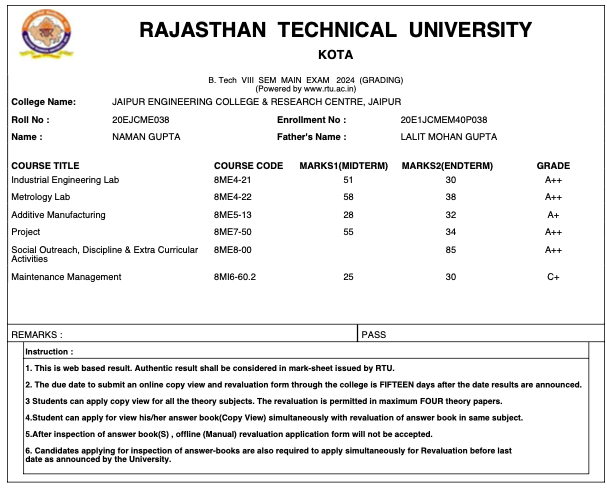 RAJASTHAN TECHNICAL UNIVERSITY
KOTA
B. Tech VIII SEM MAIN EXAM 2024 (GRADING)
(Powered by www.rtu.ac.in)
College Name: JAIPUR ENGINEERING COLLEGE & RESEARCH CENTRE, JAIPUR
Roll No : 20EJCME038 Enrollment No : 20E1JCMEM40P038
Name : NAMAN GUPTA Father's Name : LALIT MOHAN GUPTA
COURSE TITLE COURSE CODE MARKS1(MIDTERM) MARKS2(ENDTERM) GRADE
Industrial Engineering Lab 8ME4-21 51 30 A++
Metrology Lab 8ME4-22 58 38 A++
Additive Manufacturing 8ME5-13 28 32 A+
Project 8ME7-50 55 34 A++
Social Outreach, Discipline & Extra Curricular 8ME8-00 85 A++
Activities
Maintenance Management 8MI6-60.2 25 30 C+
REMARKS : PASS
Instruction :
1. This is web based result. Authentic result shall be considered in mark-sheet issued by RTU.
2. The due date to submit an online copy view and revaluation form through the college is FIFTEEN days after the date results are announced.
3 Students can apply copy view for all the theory subjects. The revaluation is permitted in maximum FOUR theory papers.
4.Student can apply for view his/her answer book(Copy View) simultaneously with revaluation of answer book in same subject.
5.After inspection of answer book(S) , offline (Manual) revaluation application form will not be accepted.
6. Candidates applying for inspection of answer-books are also required to apply simultaneously for Revaluation before last
date as announced by the University.